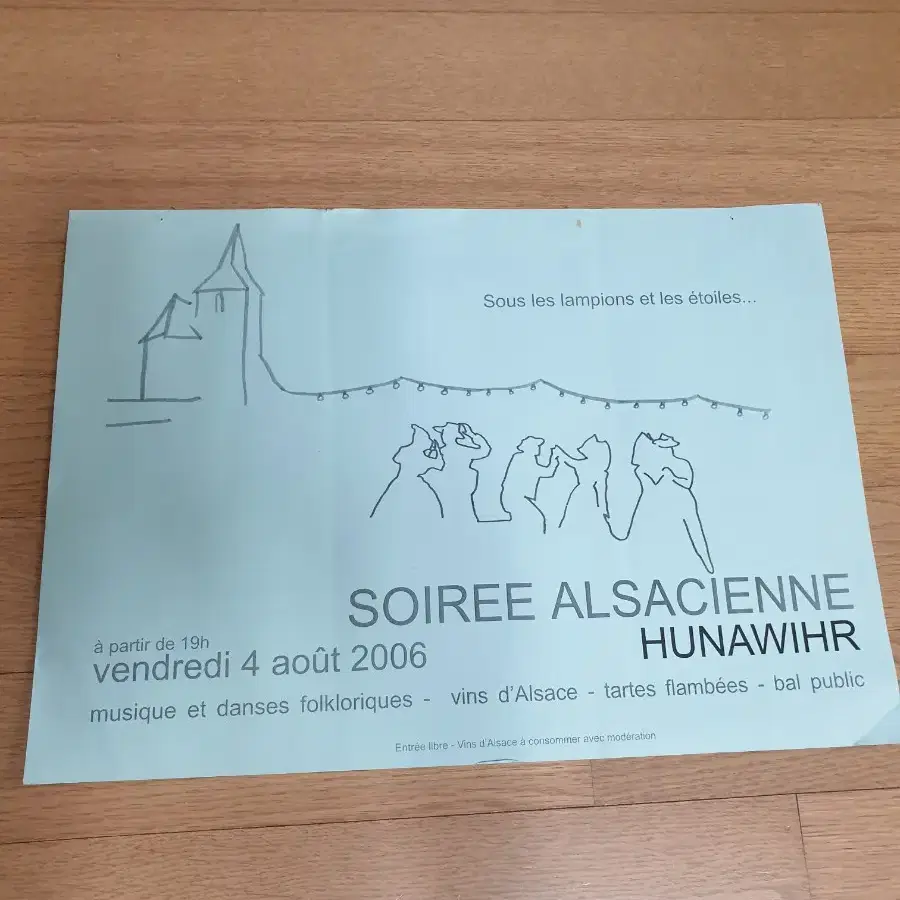 Sous les lampions et les étoiles...
SOIREE ALSACIENNE
HUNAWIHR
à partir de 19h
vendredi 4 août 2006
musique et danses folkloriques - vins d'Alsace - tartes flambées - bal public
Entrée libre - Vins d'Alsace à consommer avec modération